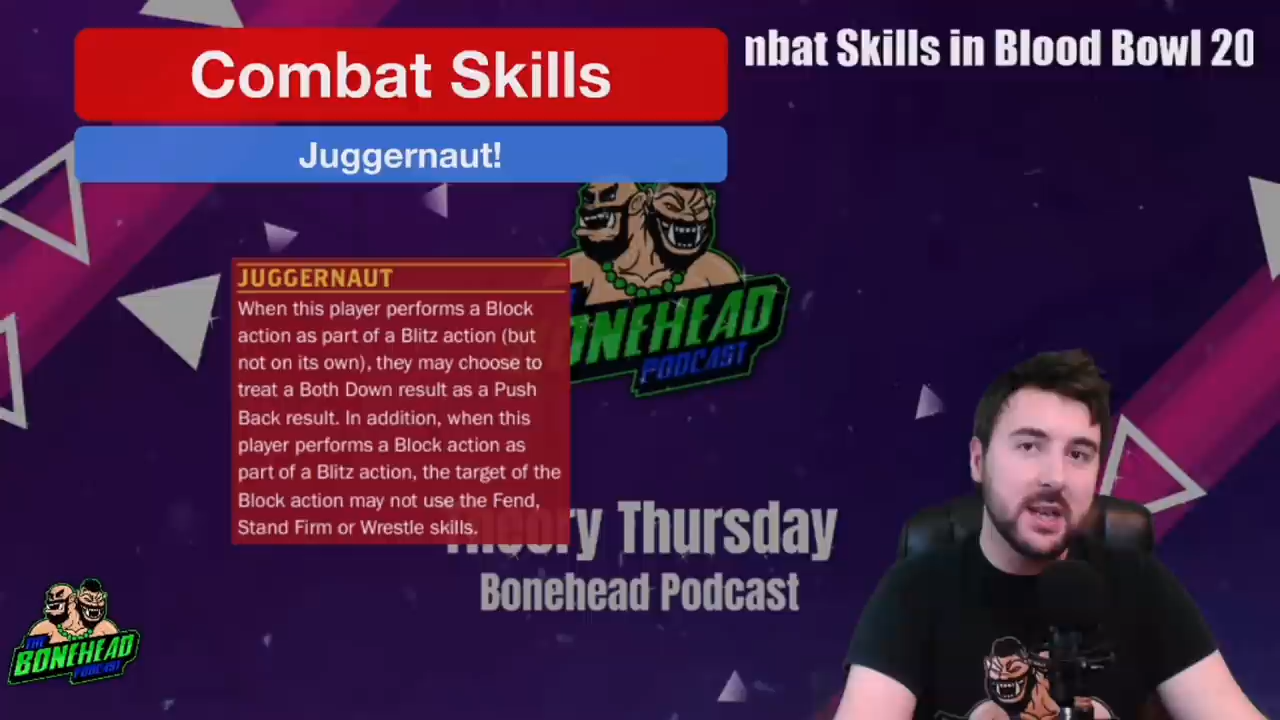 Combat Skills
nbat Skills in Blood Bowl 20
Juggernaut!
JUGGERNAUT
When this player performs a Block
action as part of a Blitz action (but
not on its own), they may choose to
treat a Both Down result as a Push
Back result. In addition, when this
player performs a Block action as
part of a Blitz action, the target of the
Block action may not use the Fend,
Stand Firm or Wrestle skills.
BONEHEAD
PODCAST
Theory Thursday
Bonehead Podcast
THE
BONEHEAD
PODCAST